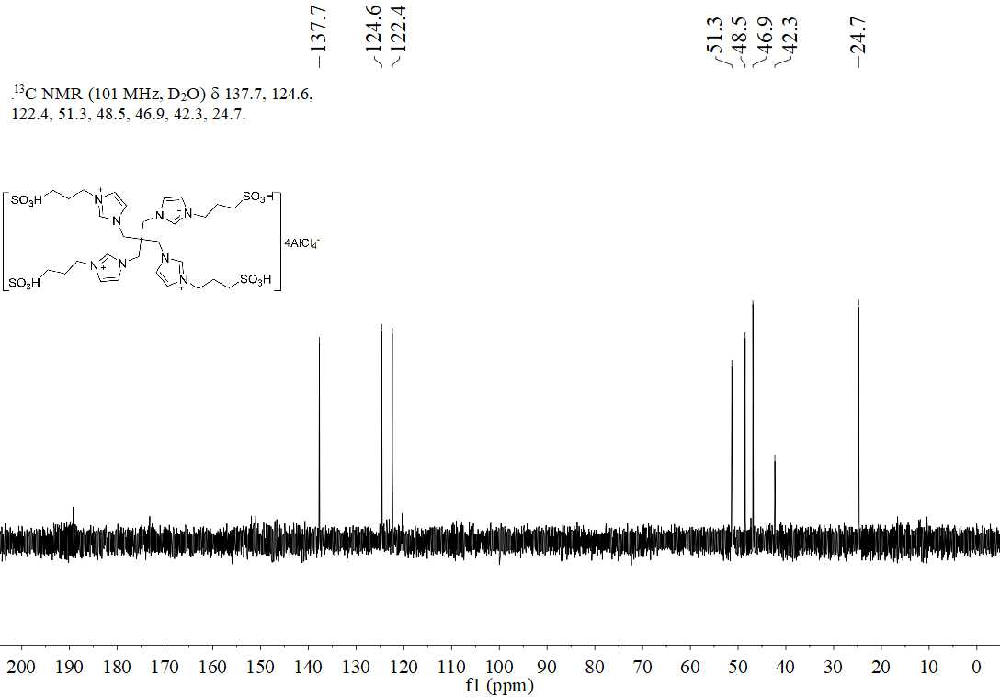 137.7
124.6
122.4
51.3
48.5
46.9
42.3
24.7
.¹³C NMR (101 MHz, D₂O) δ 137.7, 124.6,
122.4, 51.3, 48.5, 46.9, 42.3, 24.7.
SO₃H
+
N
N
N
-
N
SO₃H
4AlCl₄⁻
SO₃H
N
+
N
N
N
+
SO₃H
200 190 180 170 160 150 140 130 120 110 100 90 80 70 60 50 40 30 20 10 0
f1 (ppm)